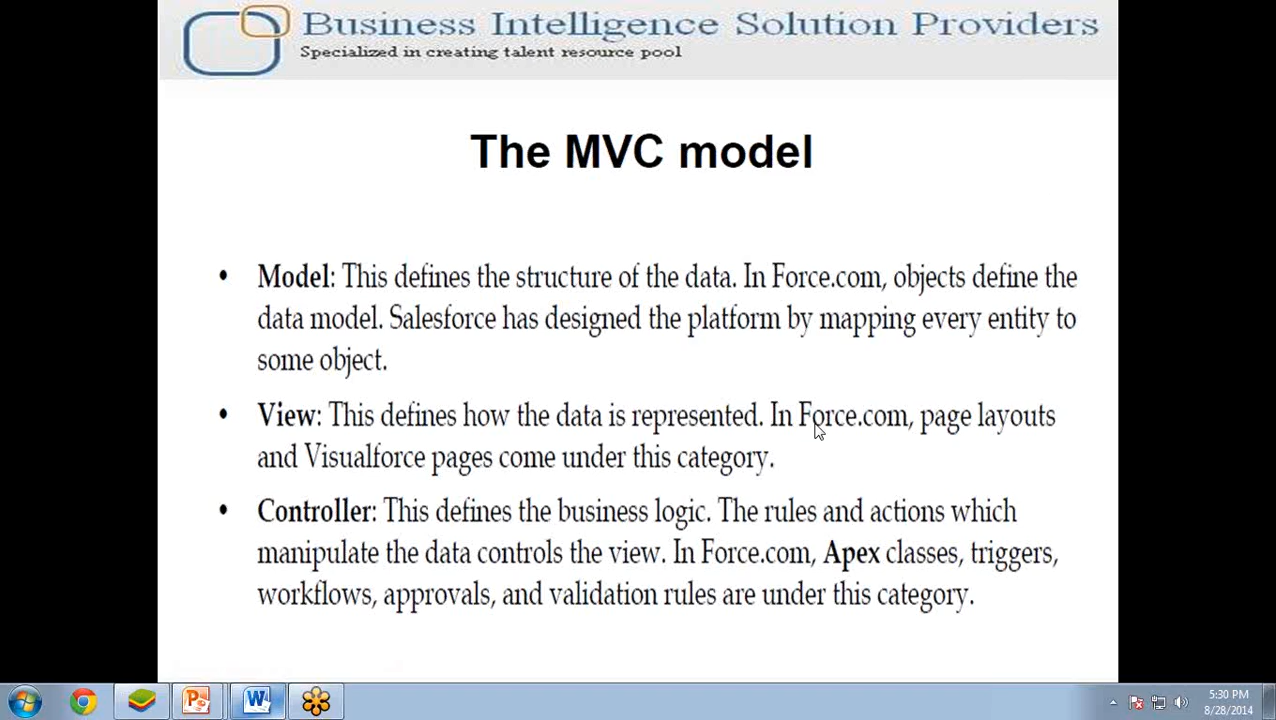 Business Intelligence Solution Providers
Specialized in creating talent resource pool
The MVC model
• Model: This defines the structure of the data. In Force.com, objects define the
data model. Salesforce has designed the platform by mapping every entity to
some object.
• View: This defines how the data is represented. In Force.com, page layouts
and Visualforce pages come under this category.
• Controller: This defines the business logic. The rules and actions which
manipulate the data controls the view. In Force.com, Apex classes, triggers,
workflows, approvals, and validation rules are under this category.
5:30 PM
8/28/2014